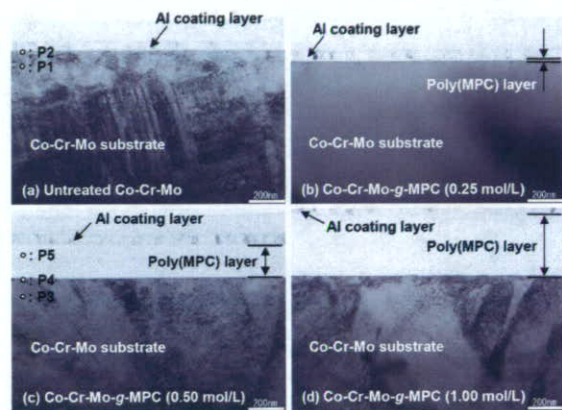 Al coating layer
: P2
: P1
Co-Cr-Mo substrate
(a) Untreated Co-Cr-Mo
200nm
Al coating layer
Poly(MPC) layer
Co-Cr-Mo substrate
(b) Co-Cr-Mo-g-MPC (0.25 mol/L)
200nm
Al coating layer
: P5
Poly(MPC) layer
: P4
: P3
Co-Cr-Mo substrate
(c) Co-Cr-Mo-g-MPC (0.50 mol/L)
200nm
Al coating layer
Poly(MPC) layer
Co-Cr-Mo substrate
(d) Co-Cr-Mo-g-MPC (1.00 mol/L)
200nm